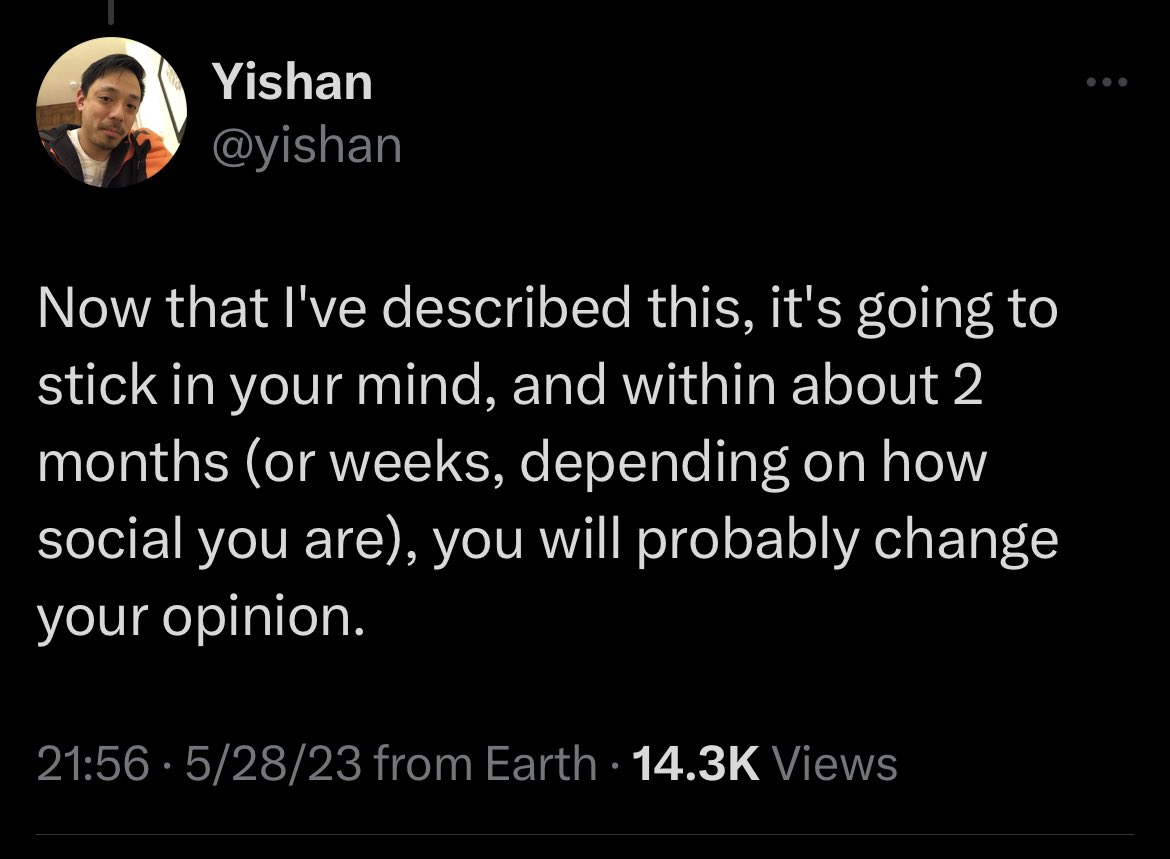 Yishan
@yishan
Now that I've described this, it's going to
stick in your mind, and within about 2
months (or weeks, depending on how
social you are), you will probably change
your opinion.
21:56 · 5/28/23 from Earth · 14.3K Views